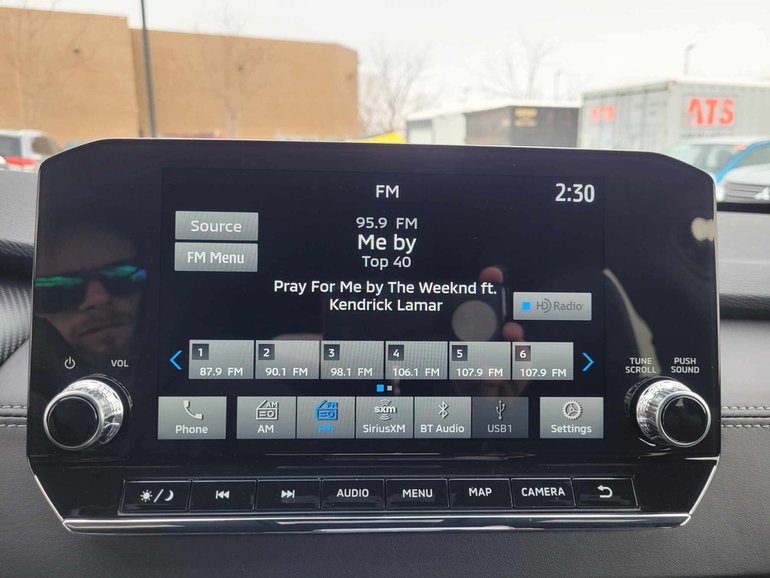 ATS
FM
2:30
Source
FM Menu
95.9 FM
Me by
Top 40
Pray For Me by The Weeknd ft.
Kendrick Lamar
HD Radio
1
87.9 FM
2
90.1 FM
3
98.1 FM
4
106.1 FM
5
107.9 FM
6
107.9 FM
VOL
TUNE
SCROLL
PUSH
SOUND
Phone
AM
AM
FM
FM
sxm
SiriusXM
BT Audio
USB1
Settings
AUDIO
MENU
MAP
CAMERA